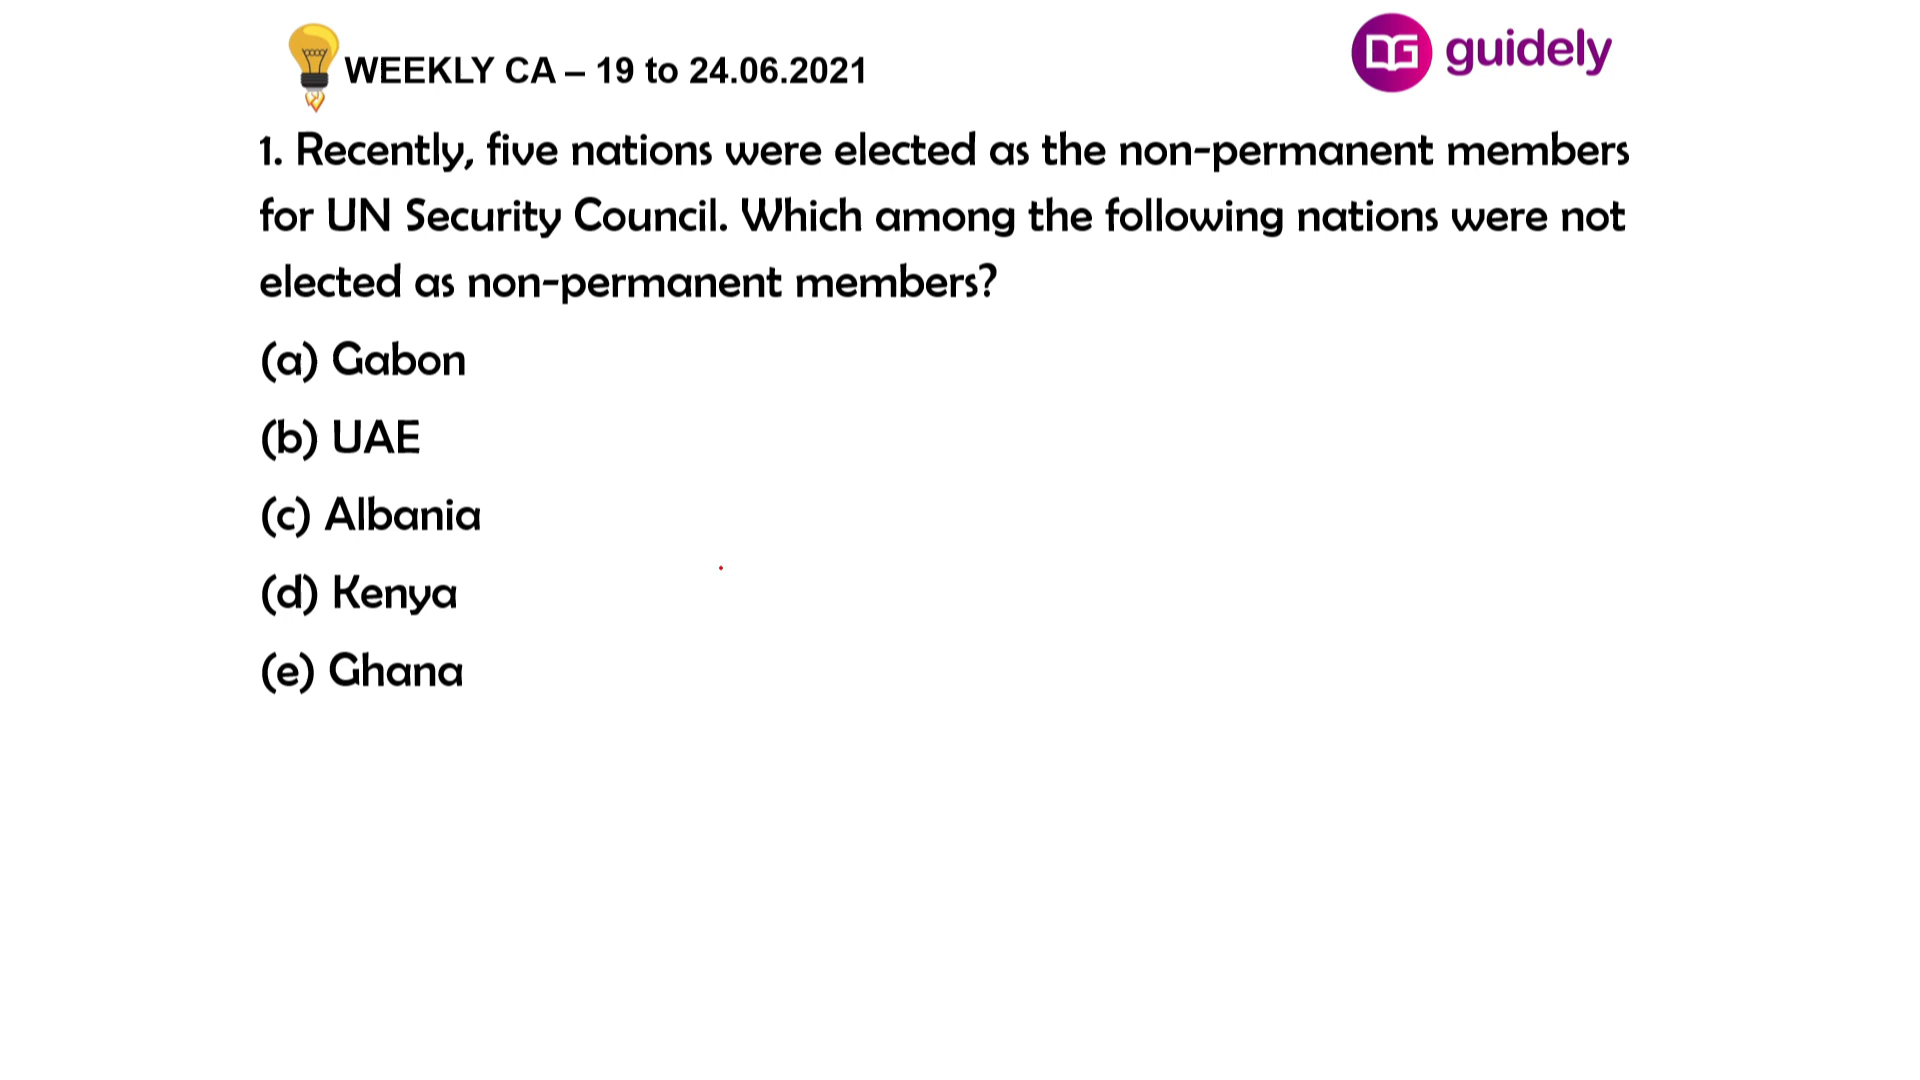 WEEKLY CA – 19 to 24.06.2021
guidely
1. Recently, five nations were elected as the non-permanent members
for UN Security Council. Which among the following nations were not
elected as non-permanent members?
(a) Gabon
(b) UAE
(c) Albania
(d) Kenya
(e) Ghana